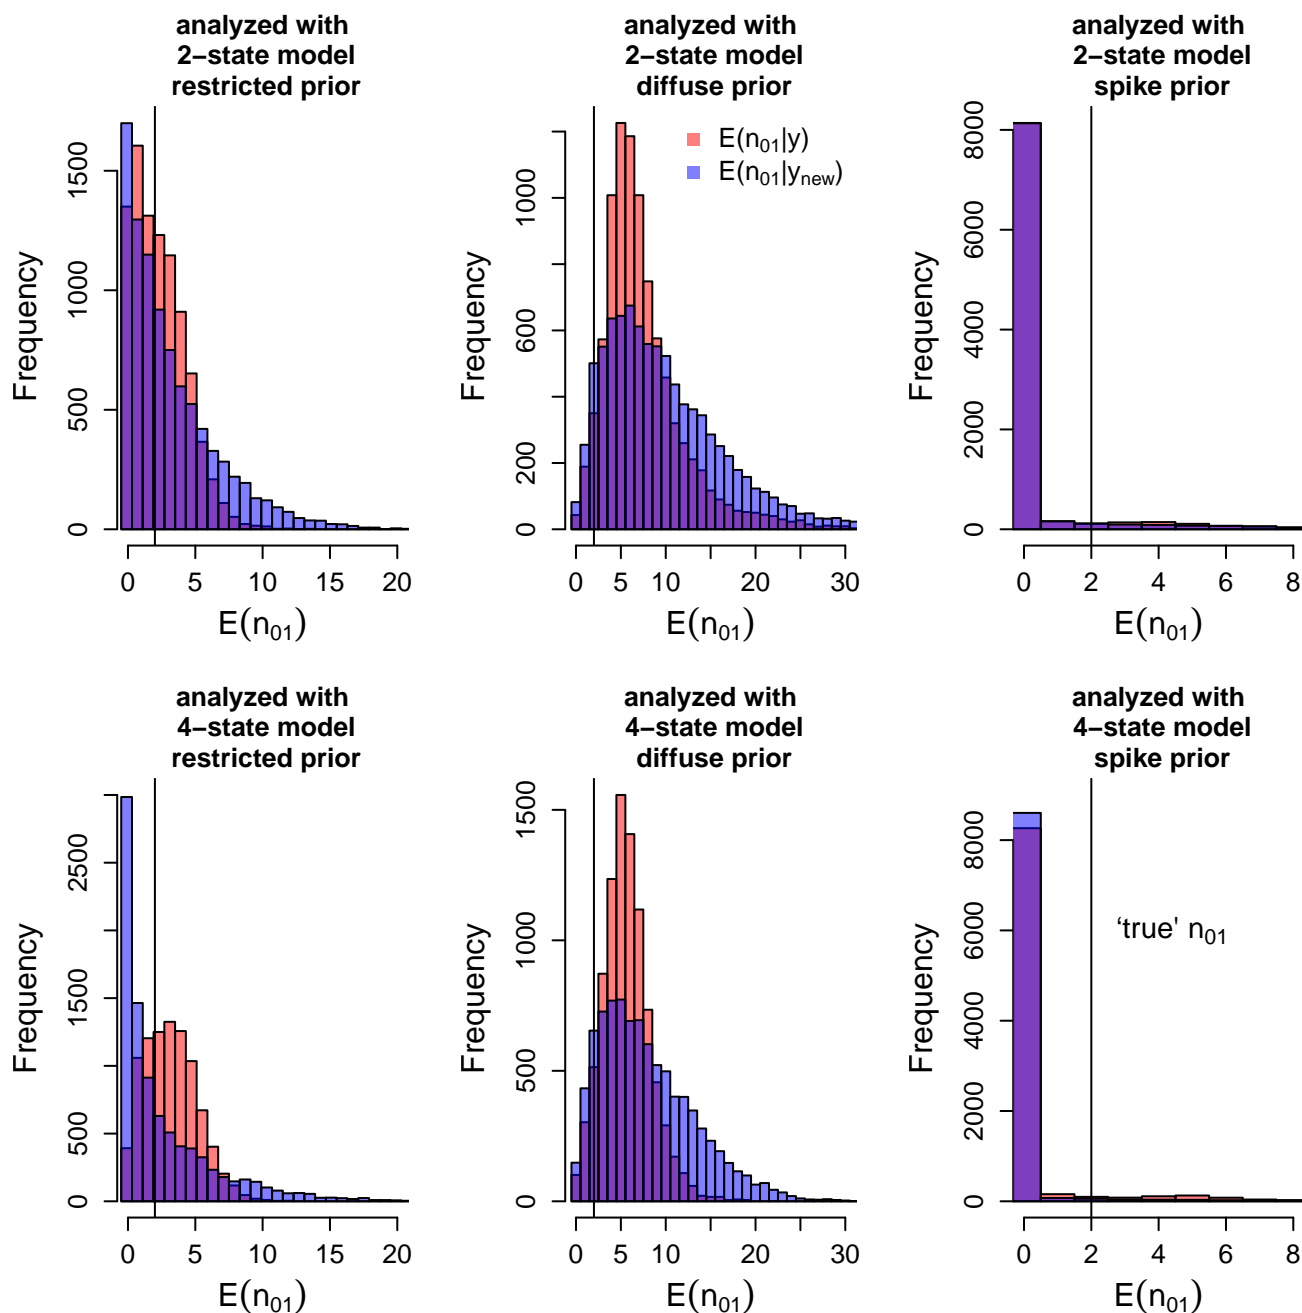 analyzed with
2−state model
restricted prior
Frequency
0
500
1000
1500
0
5
10
15
20
E(n01)
analyzed with
2−state model
diffuse prior
E(n01|y)
E(n01|ynew)
Frequency
0
200
600
1000
0
5
10
20
30
E(n01)
analyzed with
2−state model
spike prior
Frequency
0
2000
4000
6000
8000
0
2
4
6
8
E(n01)
analyzed with
4−state model
restricted prior
Frequency
0
500
1500
2500
0
5
10
15
20
E(n01)
analyzed with
4−state model
diffuse prior
Frequency
0
500
1000
1500
0
5
10
20
30
E(n01)
analyzed with
4−state model
spike prior
‘true’ n01
Frequency
0
2000
4000
6000
8000
0
2
4
6
8
E(n01)